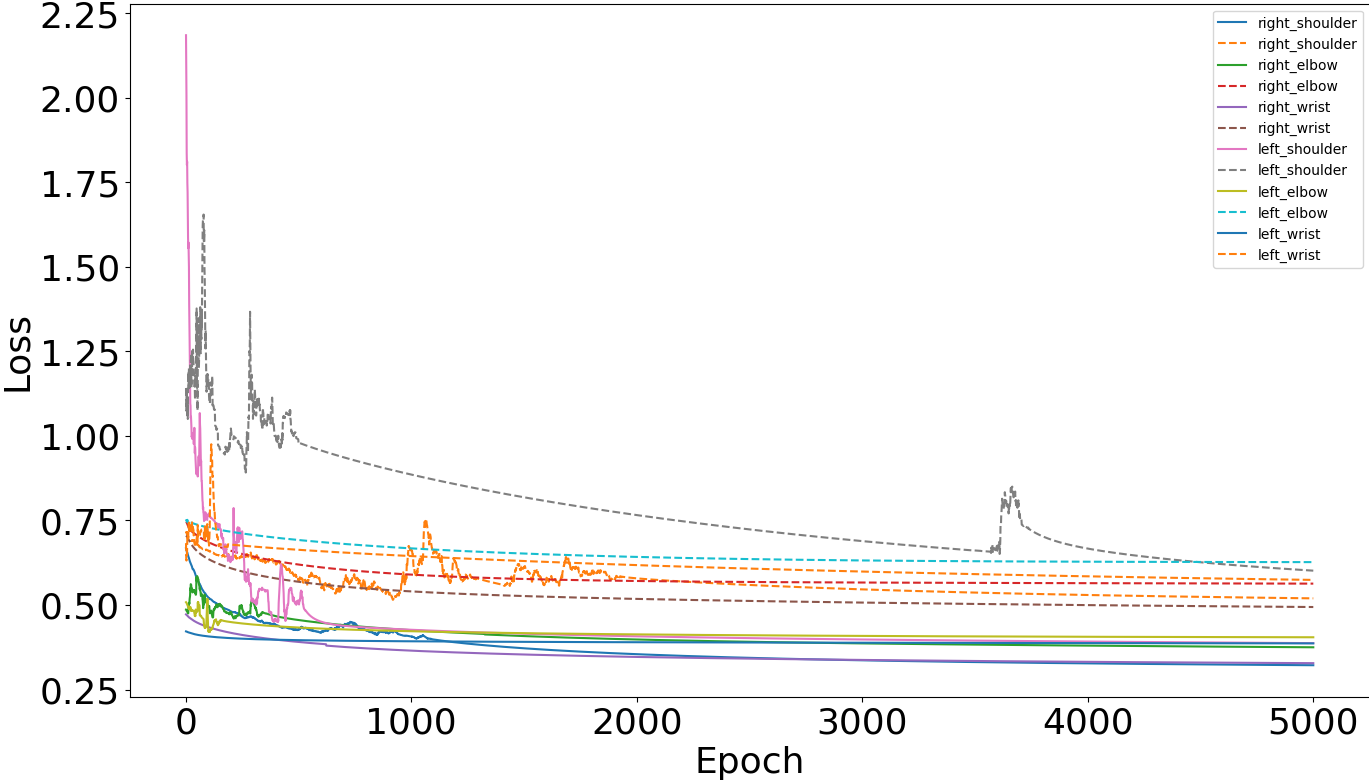 2.25
2.00
1.75
1.50
1.25
1.00
0.75
0.50
0.25
Loss
0
1000
2000
3000
4000
5000
Epoch
right_shoulder
right_shoulder
right_elbow
right_elbow
right_wrist
right_wrist
left_shoulder
left_shoulder
left_elbow
left_elbow
left_wrist
left_wrist